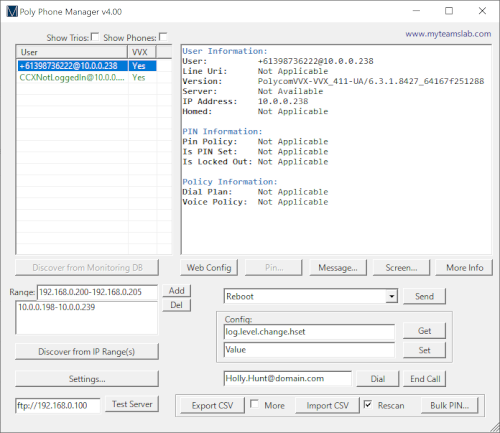 Poly Phone Manager v4.00
Show Trios: Show Phones:
www.myteamslab.com
User VVX
+61398736222@10.0.0.238 Yes
CCXNotLoggedIn@10.0.0.... Yes
User Information:
User: +61398736222@10.0.0.238
Line Uri: Not Applicable
Version: PolycomVVX-VVX_411-UA/6.3.1.8427_64167f251288
Server: Not Available
IP Address: 10.0.0.238
Homed: Not Applicable
PIN Information:
Pin Policy: Not Applicable
Is PIN Set: Not Applicable
Is Locked Out: Not Applicable
Policy Information:
Dial Plan: Not Applicable
Voice Policy: Not Applicable
Discover from Monitoring DB
Web Config Pin... Message... Screen... More Info
Range: 192.168.0.200-192.168.0.205 Add
10.0.0.198-10.0.0.239 Del
Reboot Send
Config:
log.level.change.hset Get
Value Set
Discover from IP Range(s)
Settings...
Holly.Hunt@domain.com Dial End Call
ftp://192.168.0.100 Test Server
Export CSV More Import CSV Rescan Bulk PIN...